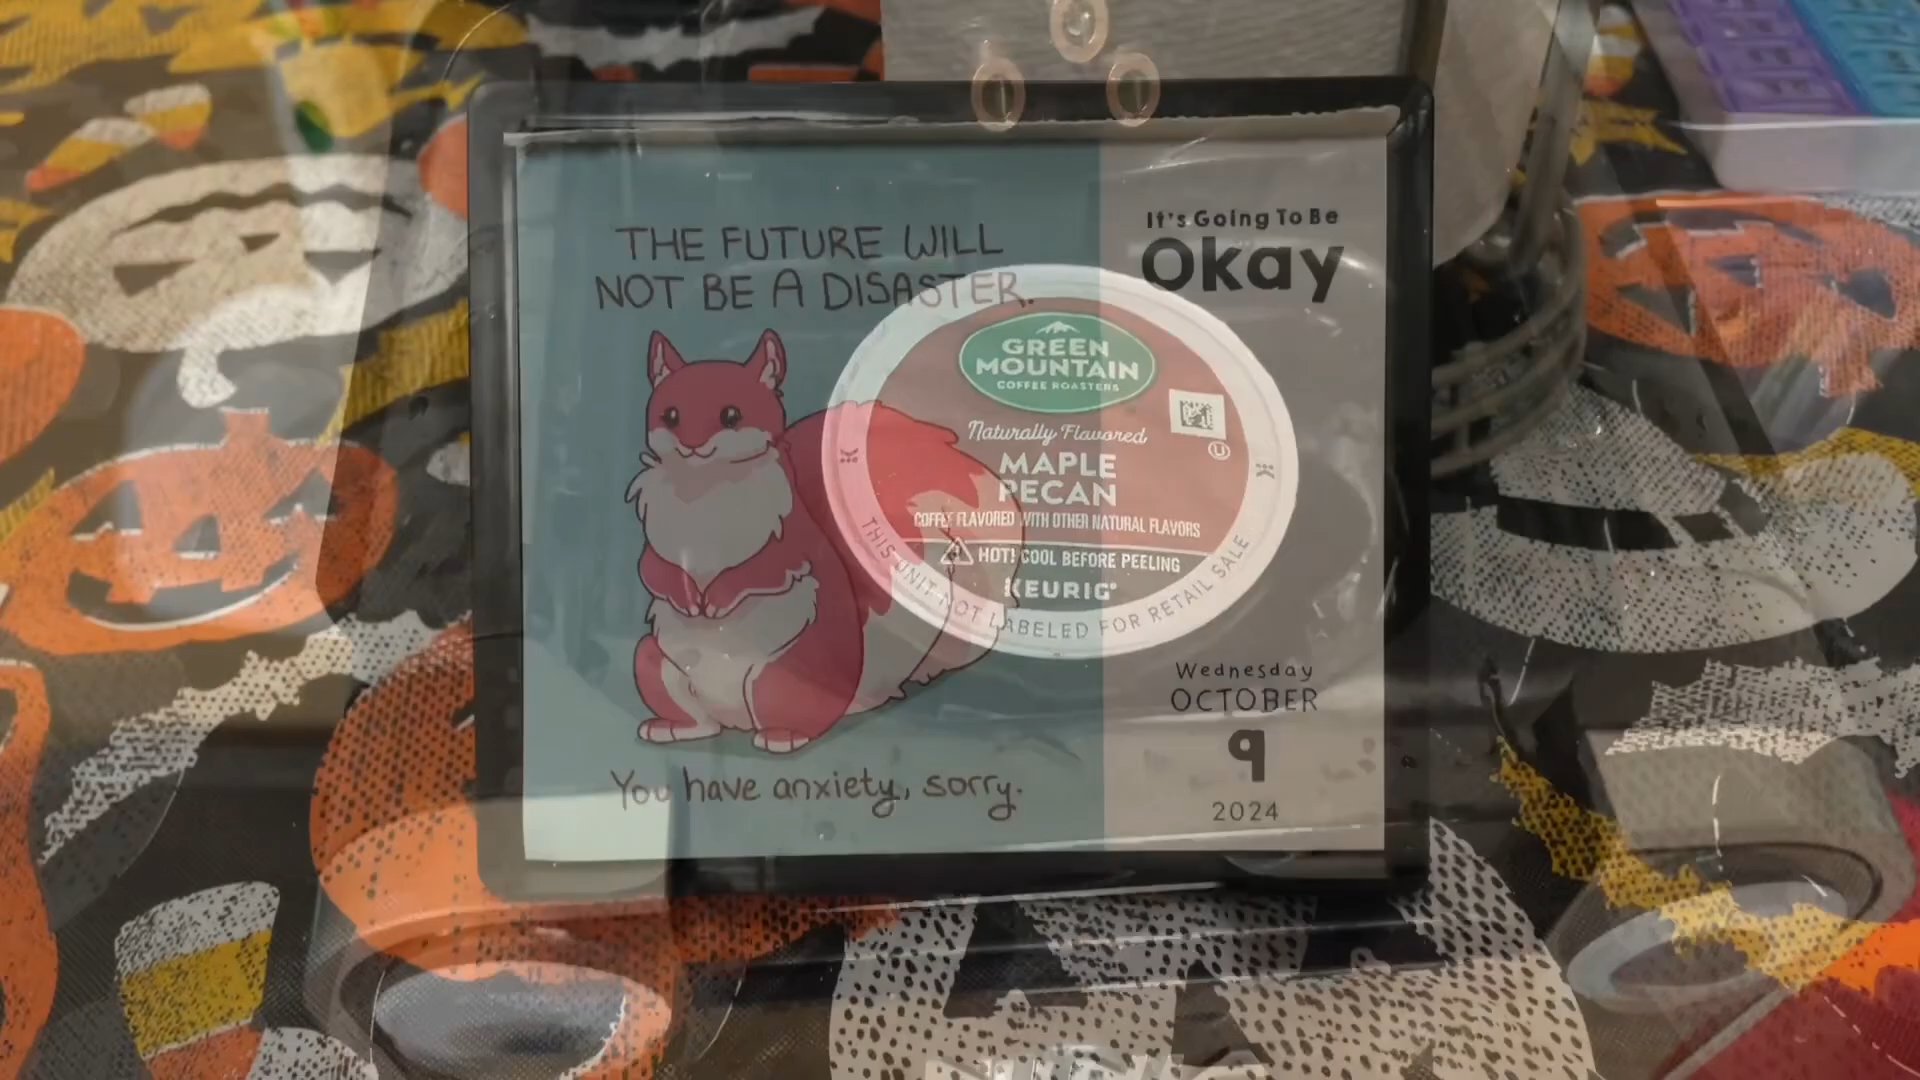 THE FUTURE WILL
NOT BE A DISASTER.
You have anxiety, sorry.
It's Going To Be
Okay
Wednesday
OCTOBER
9
2024
GREEN
MOUNTAIN
COFFEE ROASTERS
Naturally Flavored
MAPLE
PECAN
COFFEE FLAVORED WITH OTHER NATURAL FLAVORS
HOT! COOL BEFORE PEELING
KEURIG®
THIS UNIT NOT LABELED FOR RETAIL SALE
U